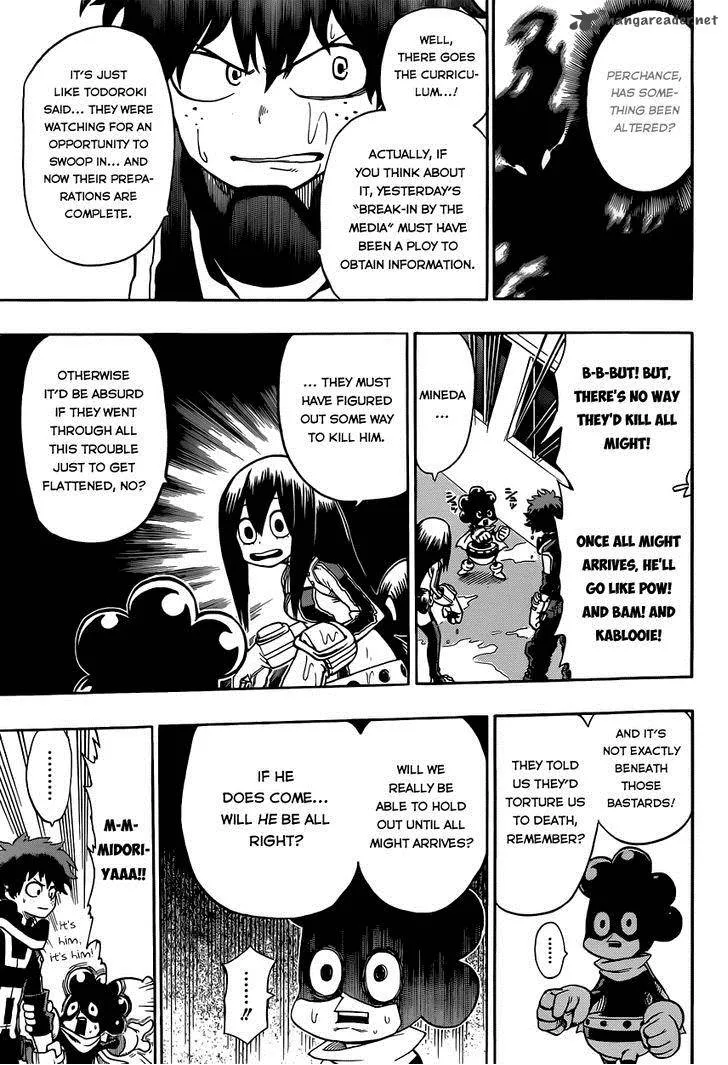 mangareader.net
PERCHANCE,
HAS SOME-
THING BEEN
ALTERED?
WELL,
THERE GOES
THE CURRICU-
LUM...!
ACTUALLY, IF
YOU THINK ABOUT
IT, YESTERDAY'S
"BREAK-IN BY THE
MEDIA" MUST HAVE
BEEN A PLOY TO
OBTAIN INFORMATION.
IT'S JUST
LIKE TODOROKI
SAID... THEY WERE
WATCHING FOR AN
OPPORTUNITY TO
SWOOP IN... AND
NOW THEIR PREPA-
RATIONS ARE
COMPLETE.
B-B-BUT! BUT,
THERE'S NO WAY
THEY'D KILL ALL
MIGHT!
ONCE ALL MIGHT
ARRIVES, HE'LL
GO LIKE POW!
AND BAM! AND
KABLOOIE!
MINEDA
...
... THEY MUST
HAVE FIGURED
OUT SOME WAY
TO KILL HIM.
OTHERWISE
IT'D BE ABSURD
IF THEY WENT
THROUGH ALL
THIS TROUBLE
JUST TO GET
FLATTENED, NO?
AND IT'S
NOT EXACTLY
BENEATH
THOSE
BASTARDS!
THEY TOLD
US THEY'D
TORTURE US
TO DEATH,
REMEMBER?
......
WILL WE
REALLY BE
ABLE TO HOLD
OUT UNTIL ALL
MIGHT ARRIVES?
IF HE
DOES COME...
WILL HE BE ALL
RIGHT?
......!!
M-M-
MIDORI-
YAAA!!
......
It's
him,
it's him!